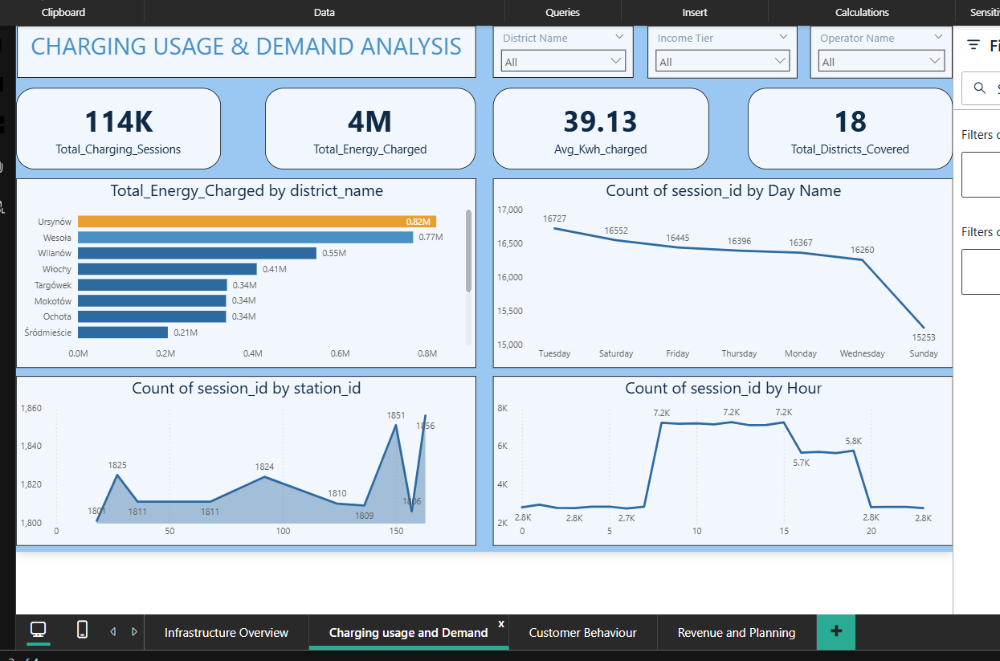 Clipboard Data Queries Insert Calculations Sensiti
CHARGING USAGE & DEMAND ANALYSIS
District Name
All
Income Tier
All
Operator Name
All
Fi
114K
Total_Charging_Sessions
4M
Total_Energy_Charged
39.13
Avg_Kwh_charged
18
Total_Districts_Covered
Filters o
Filters o
Total_Energy_Charged by district_name
Ursynów 0.82M
Wesoła 0.77M
Wilanów 0.55M
Włochy 0.41M
Targówek 0.34M
Mokotów 0.34M
Ochota 0.34M
Śródmieście 0.21M
0.0M 0.2M 0.4M 0.6M 0.8M
Count of session_id by Day Name
17,000
16,500
16,000
15,500
15,000
16727 16552 16445 16396 16367 16260 15253
Tuesday Saturday Friday Thursday Monday Wednesday Sunday
Count of session_id by station_id
1,860
1,840
1,820
1,800
1801 1825 1811 1811 1824 1810 1809 1851 1806 1856
0 50 100 150
Count of session_id by Hour
8K
6K
4K
2K
2.8K 2.8K 2.7K 7.2K 7.2K 7.2K 5.7K 5.8K 2.8K 2.8K
0 5 10 15 20
Infrastructure Overview
Charging usage and Demand x
Customer Behaviour
Revenue and Planning
+